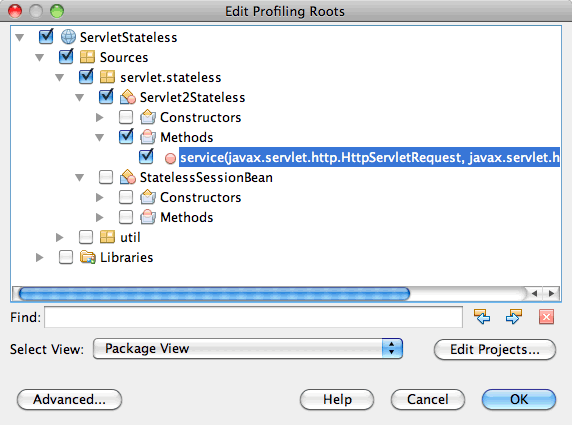 Edit Profiling Roots
ServletStateless
Sources
servlet.stateless
Servlet2Stateless
Constructors
Methods
service(javax.servlet.http.HttpServletRequest, javax.servlet.h
StatelessSessionBean
Constructors
Methods
util
Libraries
Find:
Select View: Package View Edit Projects...
Advanced... Help Cancel OK